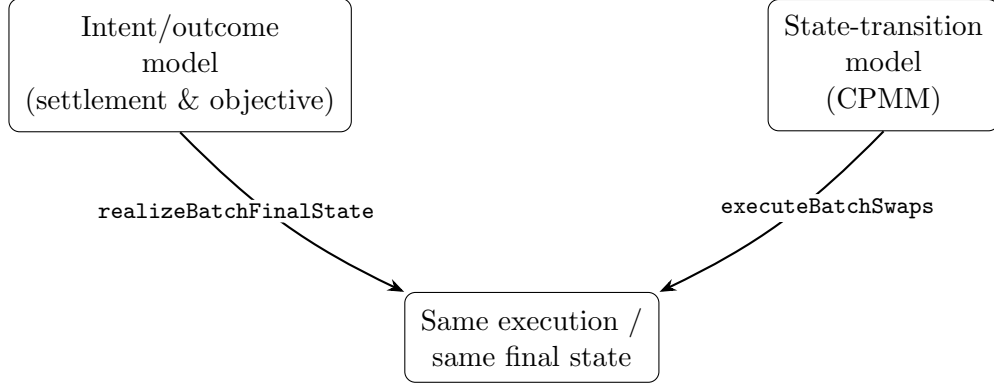 Intent/outcome
model
(settlement & objective)
State-transition
model
(CPMM)
realizeBatchFinalState
executeBatchSwaps
Same execution /
same final state